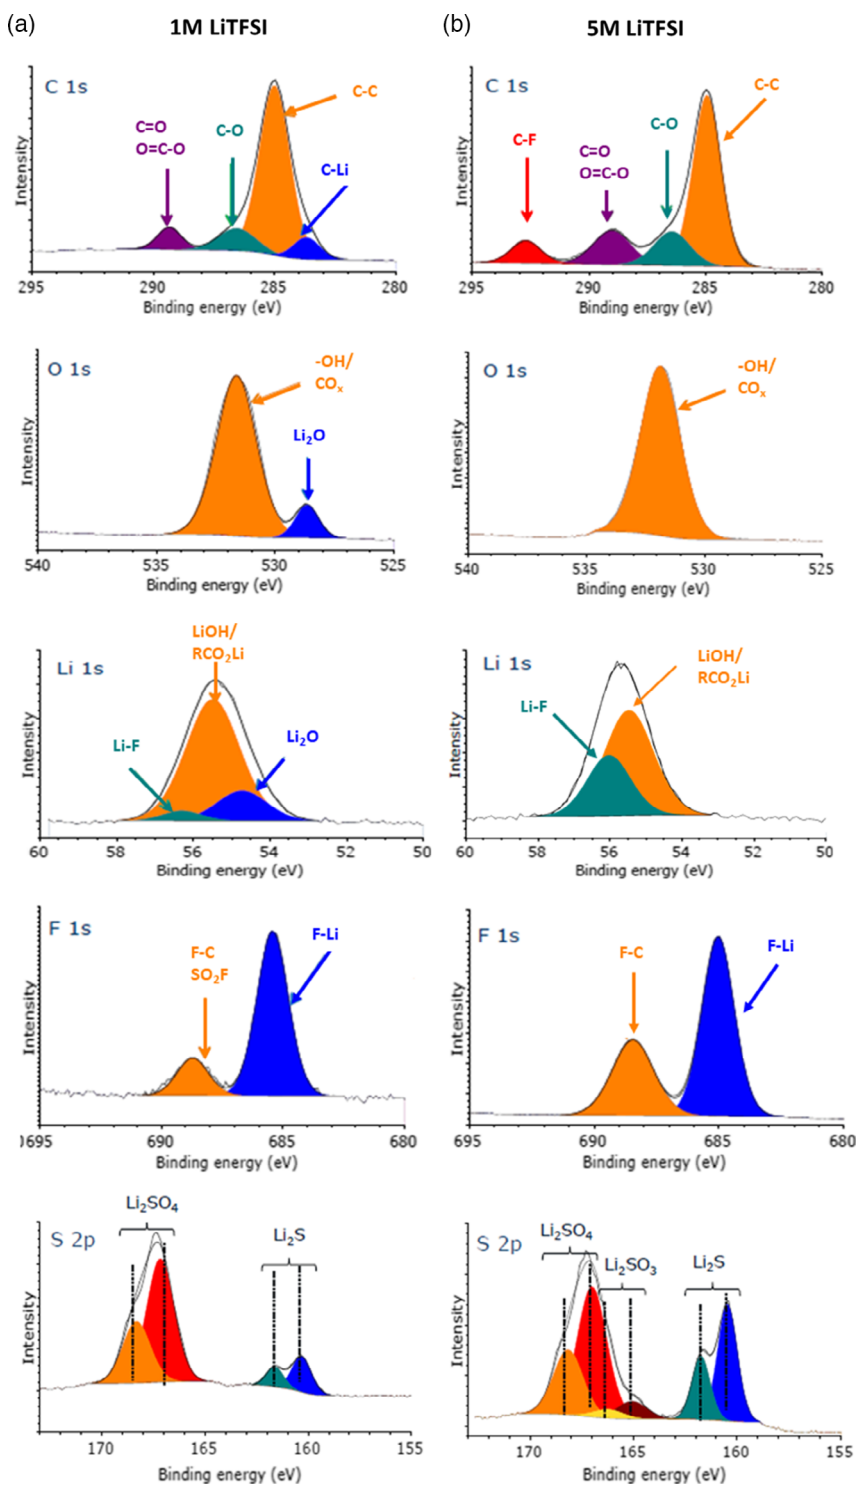 (a) 1M LiTFSI
(b) 5M LiTFSI
C 1s
C-C
C=O
O=C-O
C-O
C-Li
Intensity
295 290 285 280
Binding energy (eV)
C 1s
C-C
C-O
C-F
C=O
O=C-O
Intensity
295 290 285 280
Binding energy (eV)
O 1s
-OH/
COₓ
Li₂O
Intensity
540 535 530 525
Binding energy (eV)
O 1s
-OH/
COₓ
Intensity
540 535 530 525
Binding energy (eV)
LiOH/
RCO₂Li
Li 1s
Li-F
Li₂O
Intensity
60 58 56 54 52 50
Binding energy (eV)
Li 1s
LiOH/
RCO₂Li
Li-F
Intensity
60 58 56 54 52 50
Binding energy (eV)
F 1s
F-C
SO₂F
F-Li
Intensity
695 690 685 680
Binding energy (eV)
F 1s
F-C
F-Li
Intensity
695 690 685 680
Binding energy (eV)
Li₂SO₄
S 2p
Li₂S
Intensity
170 165 160 155
Binding energy (eV)
Li₂SO₄
S 2p
Li₂SO₃
Li₂S
Intensity
170 165 160 155
Binding energy (eV)